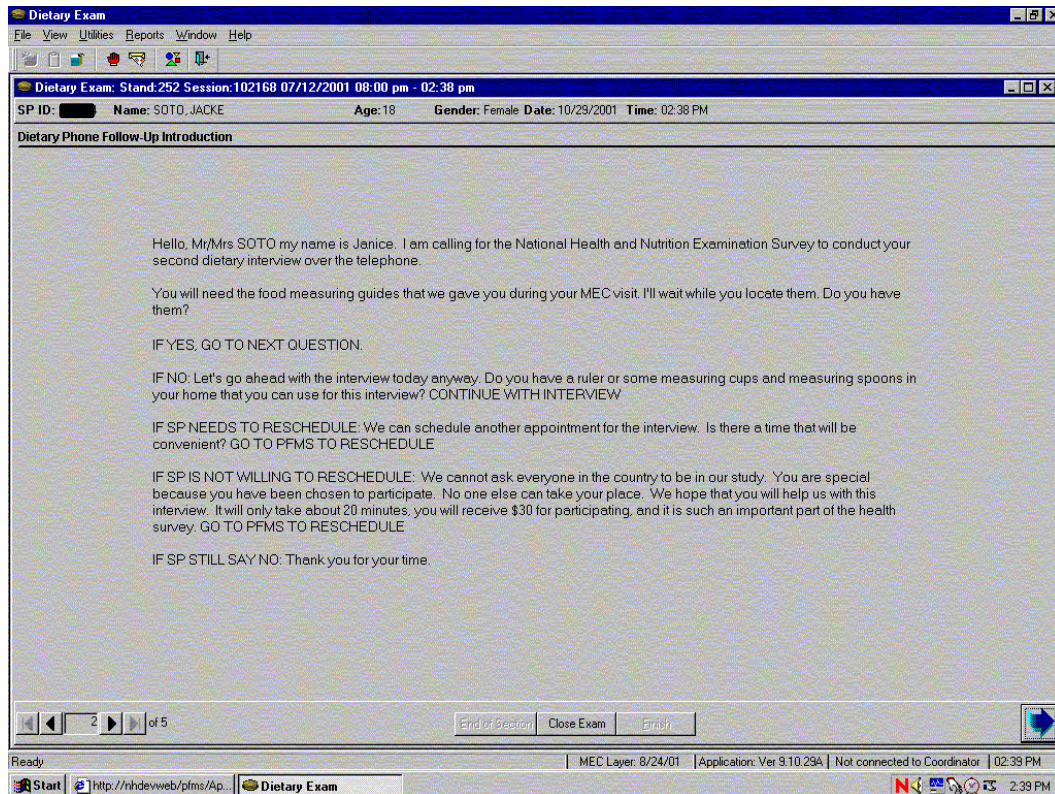 Dietary Exam
File View Utilities Reports Window Help
Dietary Exam: Stand:252 Session:102168 07/12/2001 08:00 pm - 02:38 pm
SP ID: Name: SOTO, JACKE Age: 18 Gender: Female Date: 10/29/2001 Time: 02:38 PM
Dietary Phone Follow-Up Introduction
Hello, Mr/Mrs SOTO my name is Janice. I am calling for the National Health and Nutrition Examination Survey to conduct your
second dietary interview over the telephone.
You will need the food measuring guides that we gave you during your MEC visit. I'll wait while you locate them. Do you have
them?
IF YES, GO TO NEXT QUESTION.
IF NO: Let's go ahead with the interview today anyway. Do you have a ruler or some measuring cups and measuring spoons in
your home that you can use for this interview? CONTINUE WITH INTERVIEW
IF SP NEEDS TO RESCHEDULE: We can schedule another appointment for the interview. Is there a time that will be
convenient? GO TO PFMS TO RESCHEDULE
IF SP IS NOT WILLING TO RESCHEDULE: We cannot ask everyone in the country to be in our study. You are special
because you have been chosen to participate. No one else can take your place. We hope that you will help us with this
interview. It will only take about 20 minutes, you will receive $30 for participating, and it is such an important part of the health
survey. GO TO PFMS TO RESCHEDULE
IF SP STILL SAY NO: Thank you for your time.
2 of 5 End of Section Close Exam Finish
Ready MEC Layer: 8/24/01 Application: Ver 9.10.29A Not connected to Coordinator 02:39 PM
Start http://nhdevweb/pfms/Ap... Dietary Exam N 2:39 PM